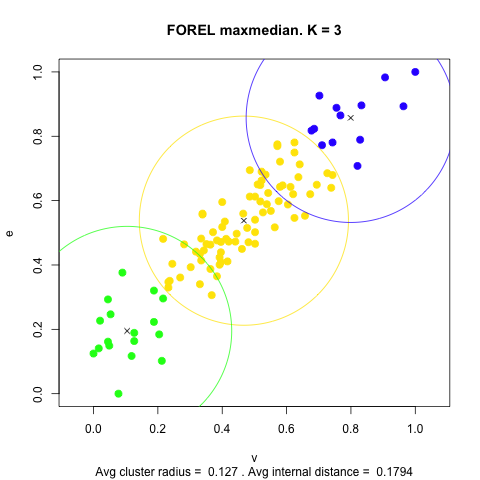 FOREL maxmedian. K = 3
1.0
0.8
0.6
0.4
0.2
0.0
e
0.0 0.2 0.4 0.6 0.8 1.0
v
Avg cluster radius =  0.127 . Avg internal distance =  0.1794